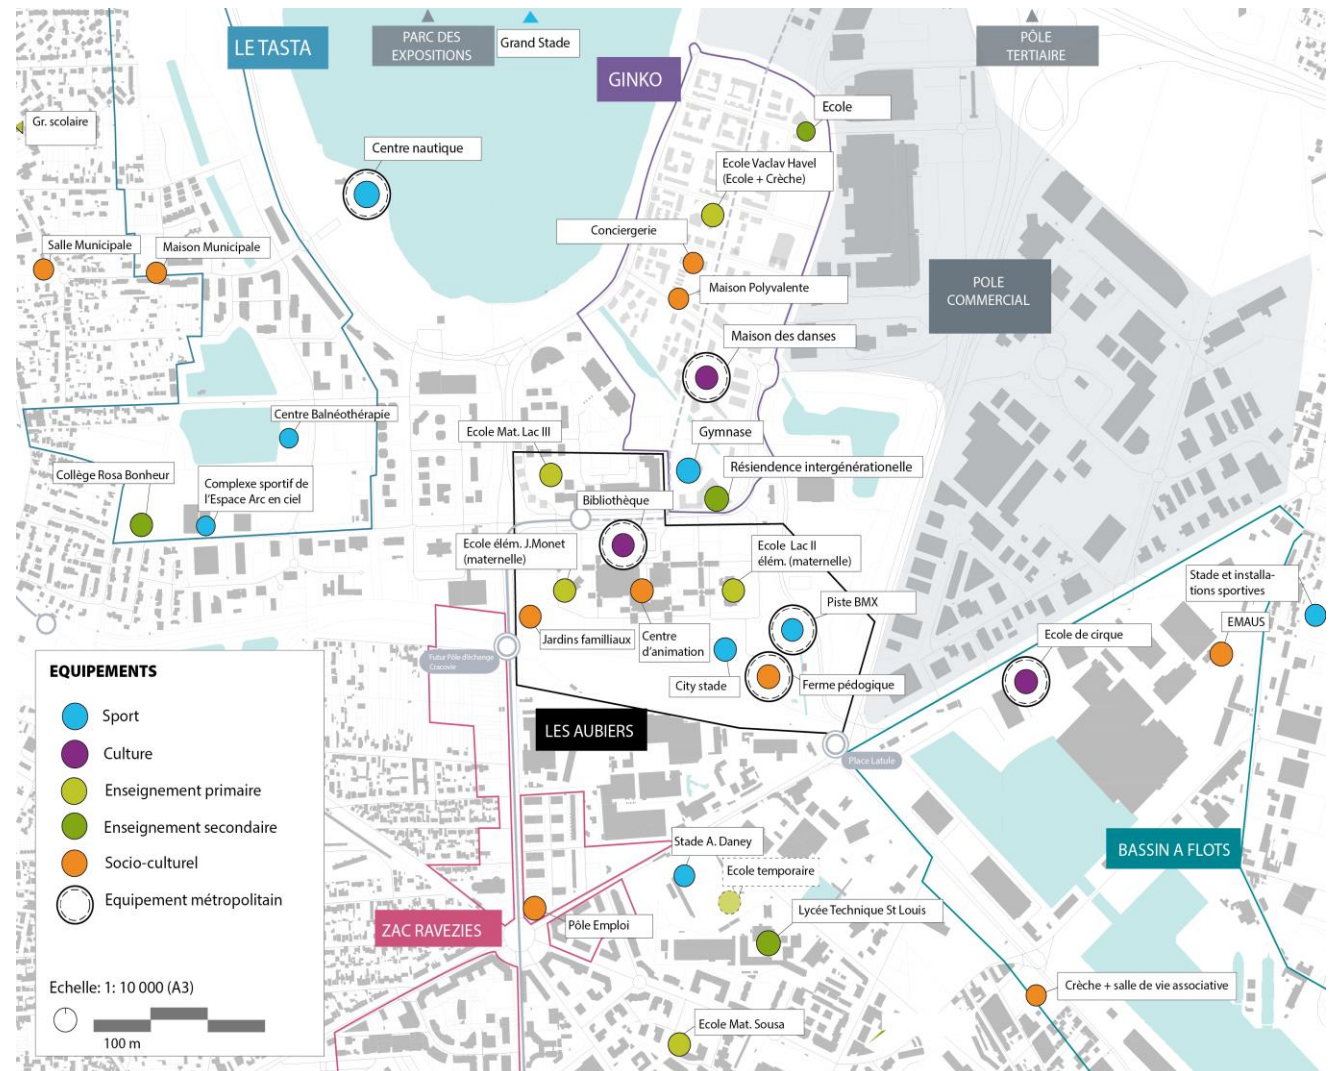 LE TASTA
PARC DES
EXPOSITIONS
Grand Stade
PÔLE
TERTIAIRE
GINKO
Ecole
Gr. scolaire
Centre nautique
Ecole Vaclav Havel
(Ecole + Crèche)
Conciergerie
Salle Municipale
Maison Municipale
Maison Polyvalente
POLE
COMMERCIAL
Maison des danses
Centre Balnéothérapie
Ecole Mat. Lac III
Gymnase
Collège Rosa Bonheur
Complexe sportif de
l'Espace Arc en ciel
Résiendence intergénérationelle
Bibliothèque
Ecole élém. J.Monet
(maternelle)
Ecole Lac II
élém. (maternelle)
Stade et installa-
tions sportives
Piste BMX
EMAUS
Jardins familliaux
Centre
d'animation
Ecole de cirque
Futur Pôle d'échange
Cracovie
City stade
Ferme pédogique
LES AUBIERS
Place Latule
EQUIPEMENTS
Sport
Culture
Enseignement primaire
Enseignement secondaire
Socio-culturel
Equipement métropolitain
Echelle: 1: 10 000 (A3)
100 m
Stade A. Daney
Ecole temporaire
BASSIN A FLOTS
ZAC RAVEZIES
Pôle Emploi
Lycée Technique St Louis
Crèche + salle de vie associative
Ecole Mat. Sousa